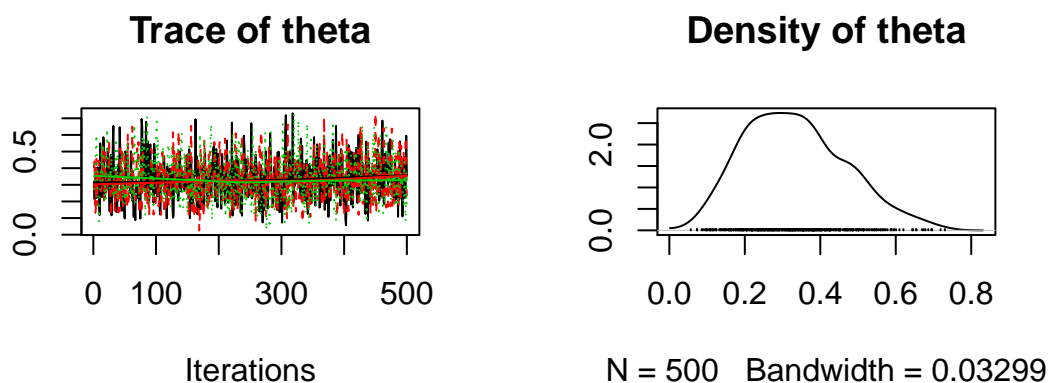 Trace of theta
0.0 0.5
0 100 300 500
Iterations
Density of theta
0.0 2.0
0.0 0.2 0.4 0.6 0.8
N = 500 Bandwidth = 0.03299